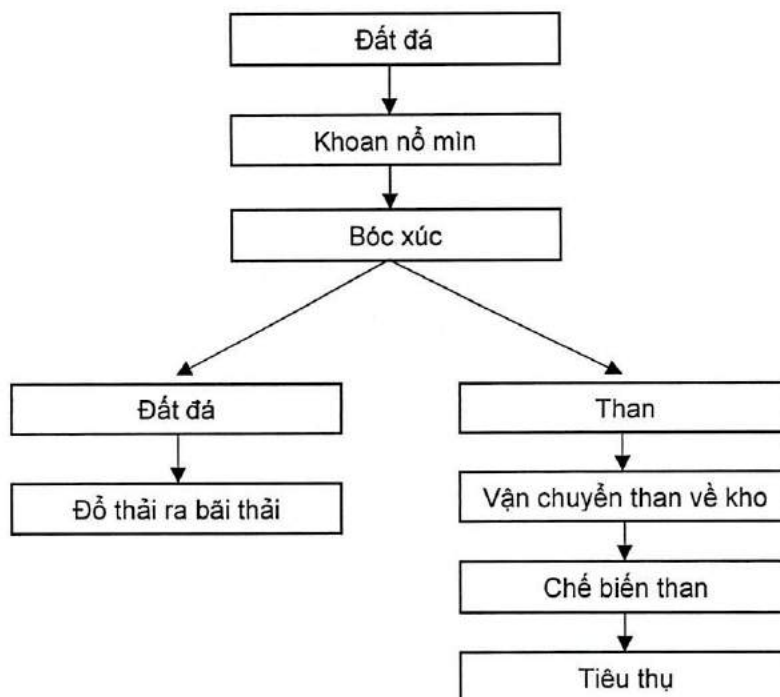 Đất đá
Khoan nổ mìn
Bóc xúc
Đất đá
Đổ thải ra bãi thải
Than
Vận chuyển than về kho
Chế biến than
Tiêu thụ